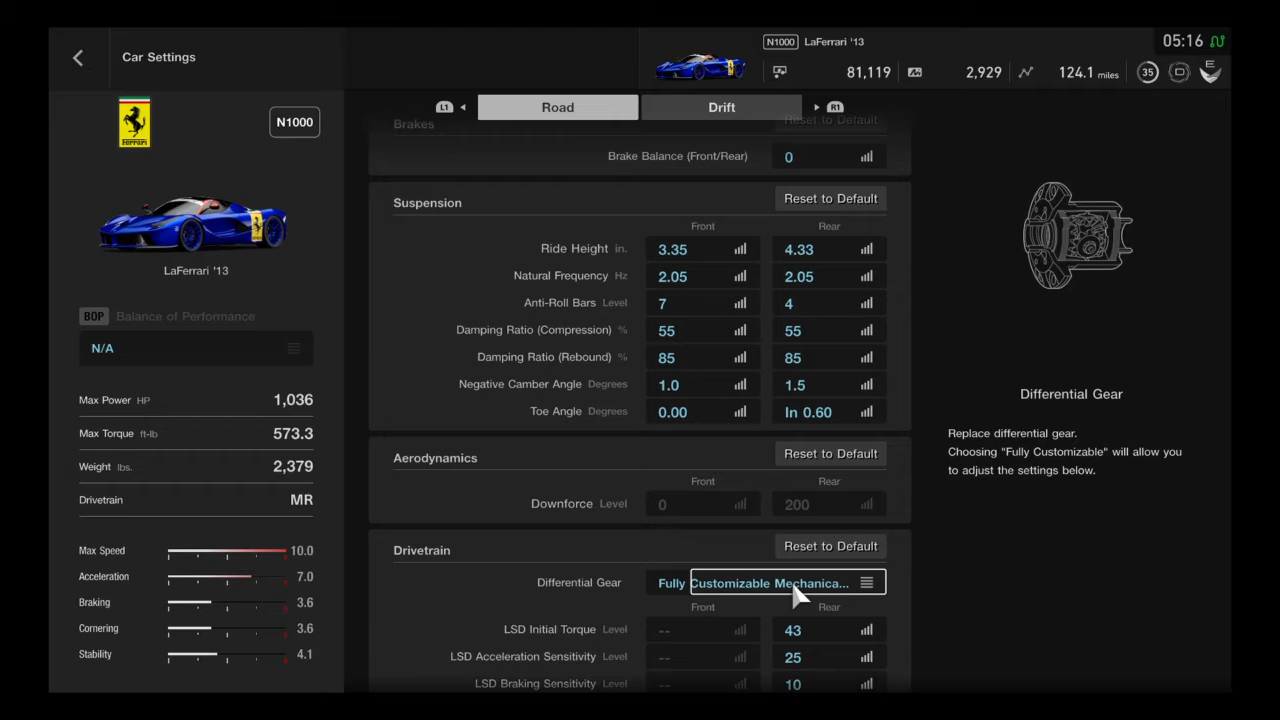 Car Settings
N1000 LaFerrari '13
05:16
81,119 2,929 124.1 miles 35 E
L1 Road Drift R1
Ferrari
N1000
LaFerrari '13
BOP Balance of Performance
N/A
Max Power HP 1,036
Max Torque ft-lb 573.3
Weight lbs. 2,379
Drivetrain MR
Max Speed 10.0
Acceleration 7.0
Braking 3.6
Cornering 3.6
Stability 4.1
Brakes Reset to Default
Brake Balance (Front/Rear) 0
Suspension Reset to Default
Front Rear
Ride Height in. 3.35 4.33
Natural Frequency Hz 2.05 2.05
Anti-Roll Bars Level 7 4
Damping Ratio (Compression) % 55 55
Damping Ratio (Rebound) % 85 85
Negative Camber Angle Degrees 1.0 1.5
Toe Angle Degrees 0.00 In 0.60
Aerodynamics Reset to Default
Front Rear
Downforce Level 0 200
Drivetrain Reset to Default
Differential Gear Fully Customizable Mechanica...
Front Rear
LSD Initial Torque Level -- 43
LSD Acceleration Sensitivity Level -- 25
LSD Braking Sensitivity Level -- 10
Differential Gear
Replace differential gear.
Choosing "Fully Customizable" will allow you
to adjust the settings below.